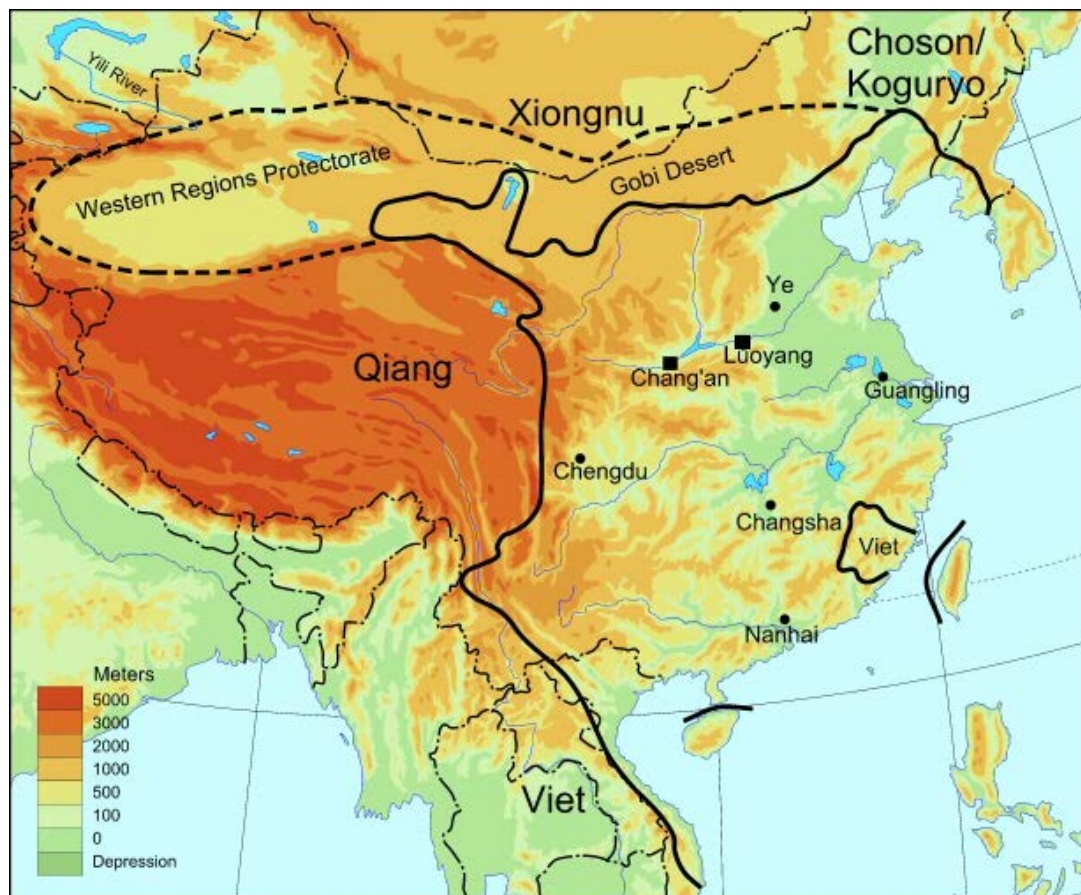 Choson/
Koguryo
Yili River
Xiongnu
Western Regions Protectorate
Gobi Desert
Ye
Luoyang
Qiang
Chang'an
Guangling
Chengdu
Changsha
Viet
Nanhai
Meters
5000
3000
2000
1000
500
100
0
Depression
Viet